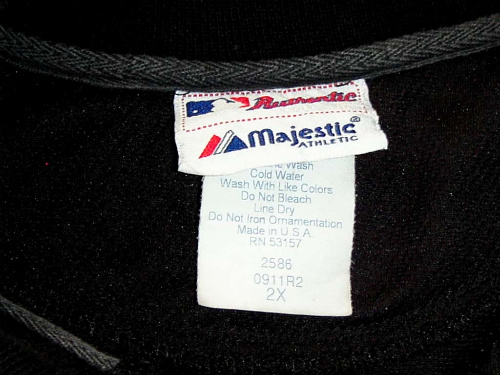 Authentic
Majestic
ATHLETIC
Wash
Cold Water
Wash With Like Colors
Do Not Bleach
Line Dry
Do Not Iron Ornamentation
Made in U.S.A.
RN 53157
2586
0911R2
2X